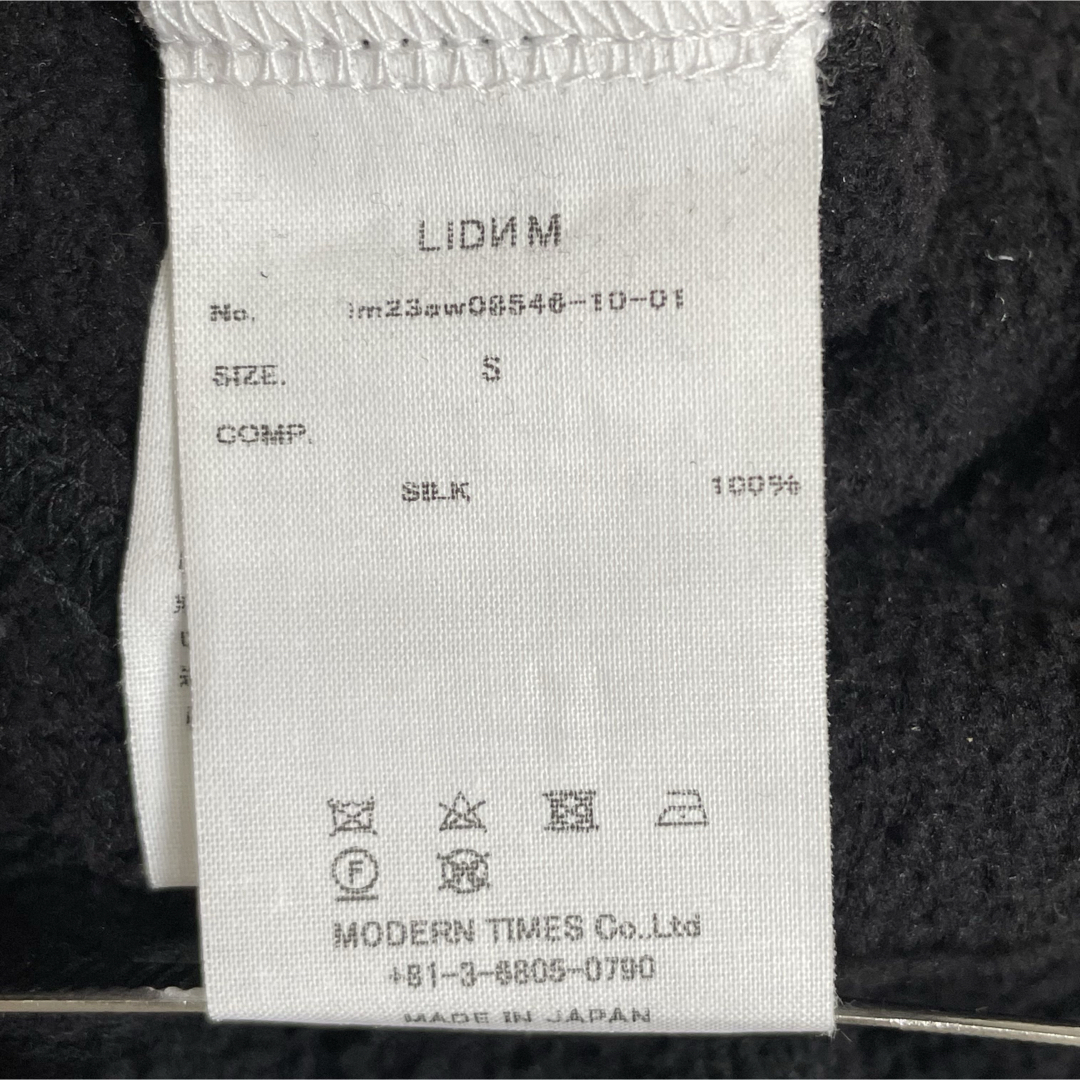 LIDИM
No. lm23aw08546-10-01
SIZE. S
COMP.
SILK 100%
F
W
MODERN TIMES Co.,Ltd
+81-3-6805-0790
MADE IN JAPAN